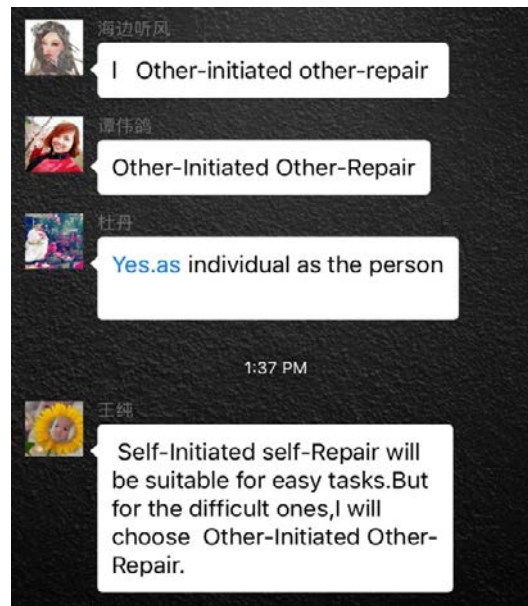 海边听风
I   Other-initiated other-repair
谭伟鸽
Other-Initiated Other-Repair
杜丹
Yes.as individual as the person
1:37 PM
王纯
Self-Initiated self-Repair will
be suitable for easy tasks.But
for the difficult ones,I will
choose  Other-Initiated Other-
Repair.